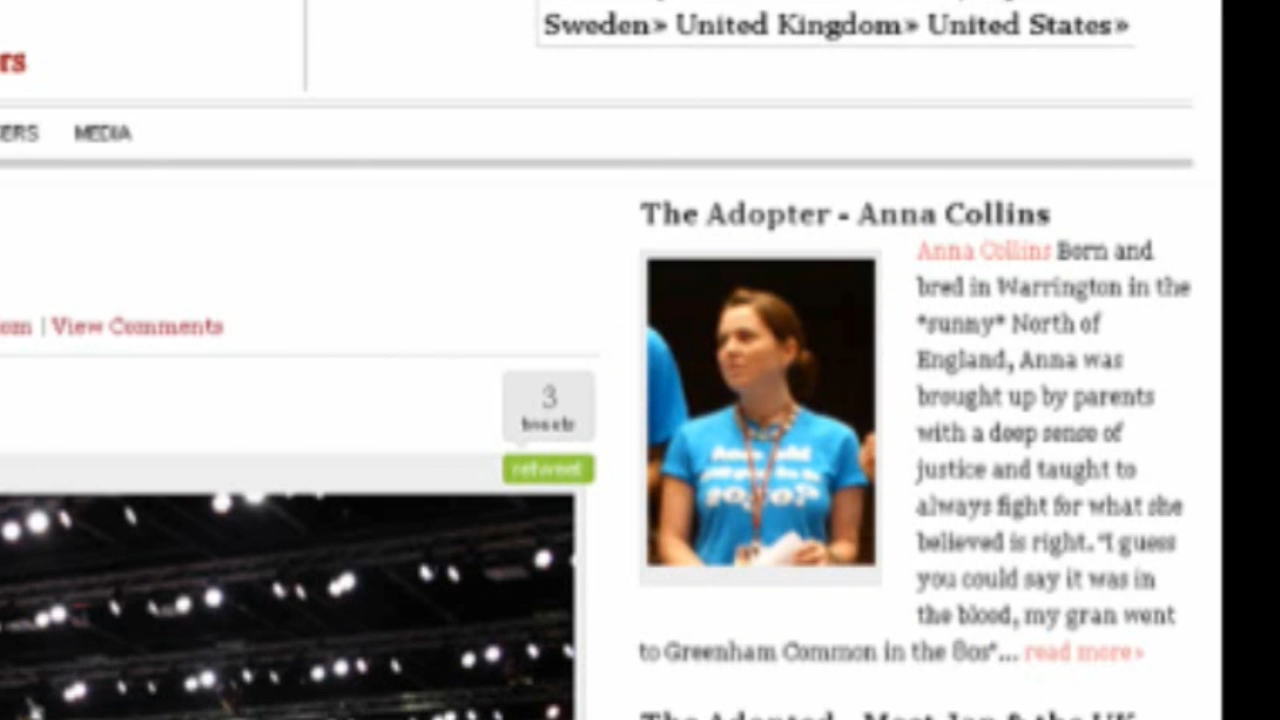 Sweden» United Kingdom» United States»
rs
ERS MEDIA
The Adopter - Anna Collins
Anna Collins Born and
bred in Warrington in the
*sunny* North of
England, Anna was
brought up by parents
with a deep sense of
justice and taught to
always fight for what she
believed is right. "I guess
you could say it was in
the blood, my gran went
to Greenham Common in the 80s"... read more»
om | View Comments
3
tweets
retweet